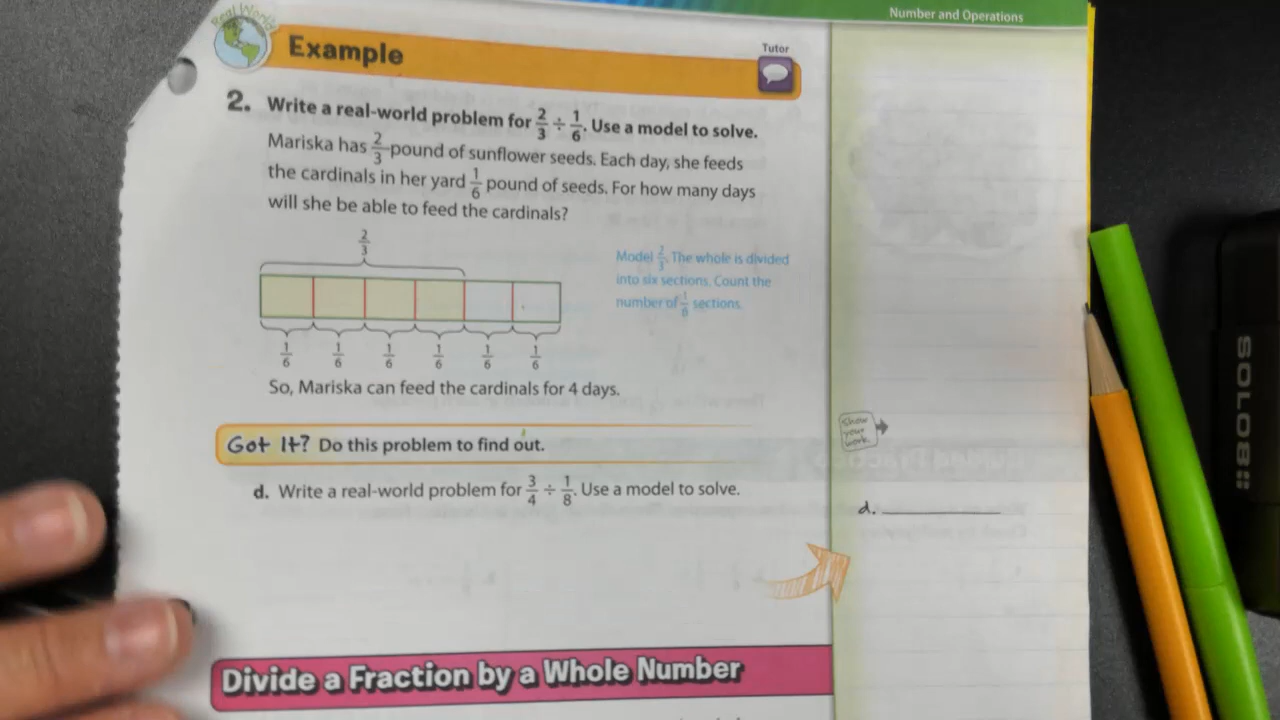 Number and Operations
Real World
Example
Tutor
2. Write a real-world problem for 2/3 ÷ 1/6. Use a model to solve.
Mariska has 2/3 pound of sunflower seeds. Each day, she feeds
the cardinals in her yard 1/6 pound of seeds. For how many days
will she be able to feed the cardinals?
2/3
Model 2/3. The whole is divided
into six sections. Count the
number of 1/6 sections.
1/6 1/6 1/6 1/6 1/6 1/6
So, Mariska can feed the cardinals for 4 days.
Show
your
work.
Got It? Do this problem to find out.
d. Write a real-world problem for 3/4 ÷ 1/8. Use a model to solve.
d. ____________
Divide a Fraction by a Whole Number
SOLO8